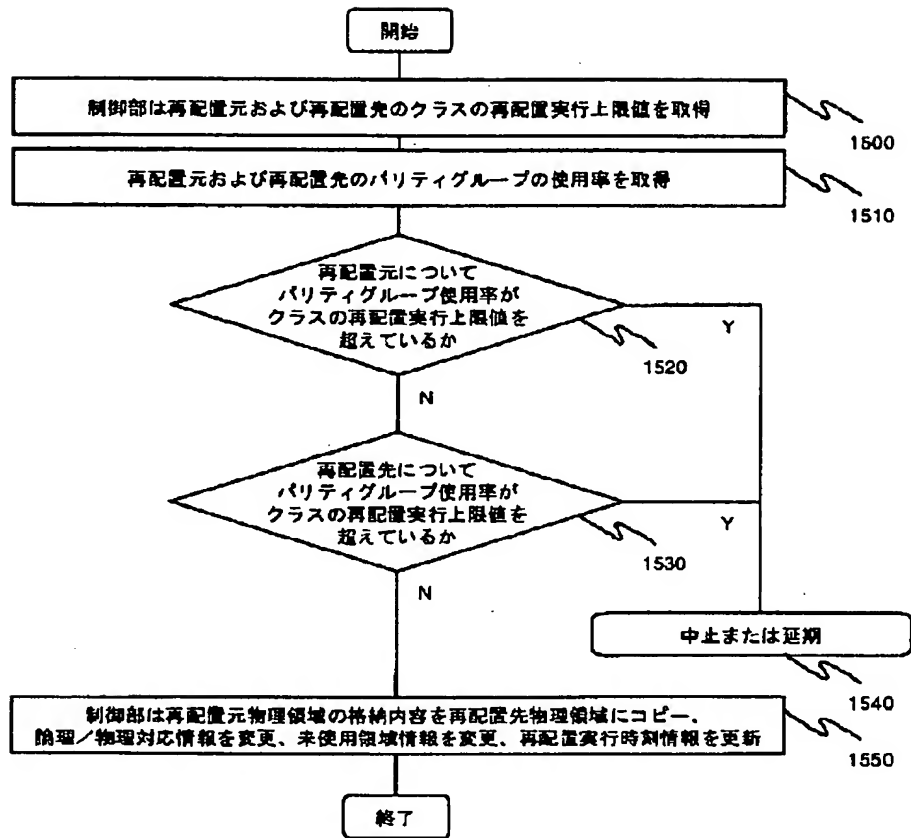 開始
制御部は再配置元および再配置先のクラスの再配置実行上限値を取得
1500
再配置元および再配置先のパリティグループの使用率を取得
1510
再配置元について
パリティグループ使用率が
クラスの再配置実行上限値を
超えているか
Y
1520
N
再配置先について
パリティグループ使用率が
クラスの再配置実行上限値を
超えているか
Y
1530
N
中止または延期
1540
制御部は再配置元物理領域の格納内容を再配置先物理領域にコピー、
論理／物理対応情報を変更、未使用領域情報を変更、再配置実行時刻情報を更新
1550
終了